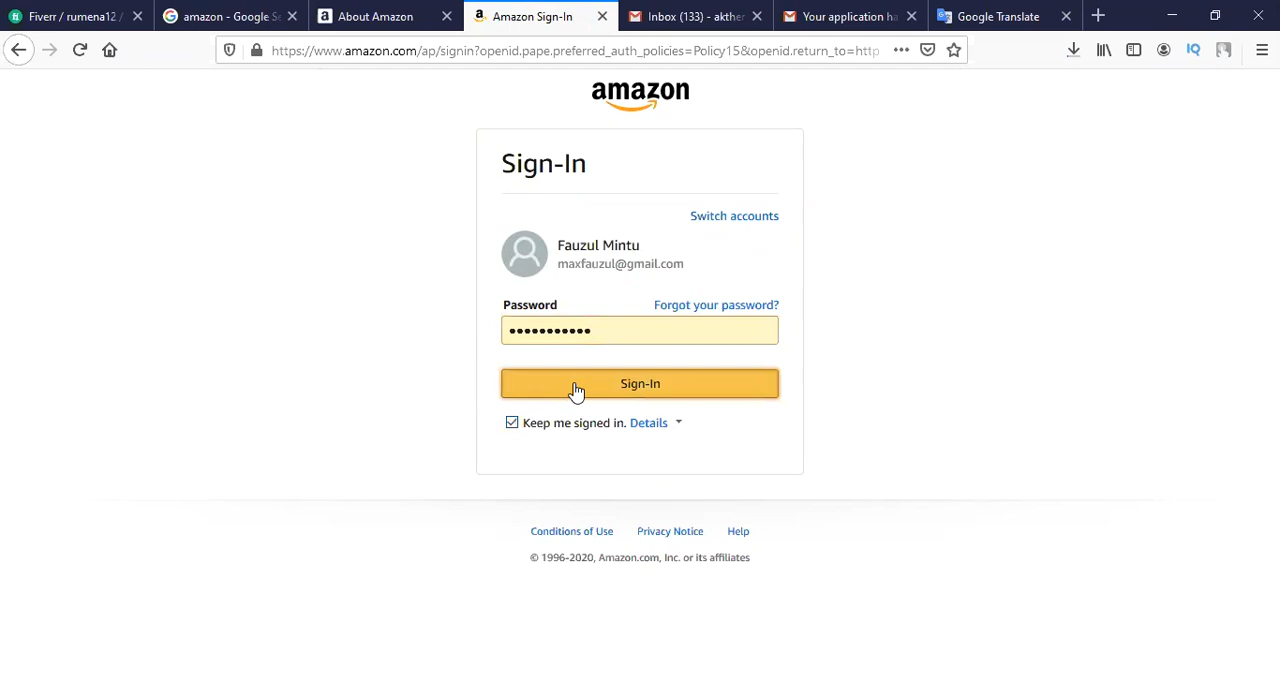 Fiverr / rumena12 /
amazon - Google Se
About Amazon
Amazon Sign-In
Inbox (133) - akther
Your application ha
Google Translate
https://www.amazon.com/ap/signin?openid.pape.preferred_auth_policies=Policy15&openid.return_to=http
IQ
amazon
Sign-In
Switch accounts
Fauzul Mintu
maxfauzul@gmail.com
Password Forgot your password?
•••••••••••
Sign-In
Keep me signed in. Details
Conditions of Use Privacy Notice Help
© 1996-2020, Amazon.com, Inc. or its affiliates